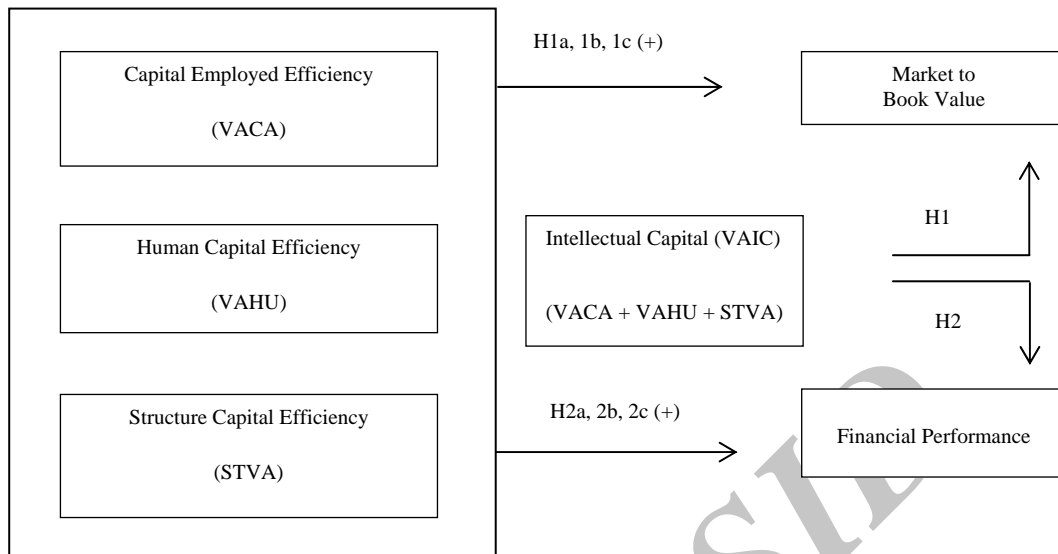 Capital Employed Efficiency
(VACA)
Human Capital Efficiency
(VAHU)
Structure Capital Efficiency
(STVA)
H1a, 1b, 1c (+)
Intellectual Capital (VAIC)
(VACA + VAHU + STVA)
H2a, 2b, 2c (+)
Market to
Book Value
H1
H2
Financial Performance
SID